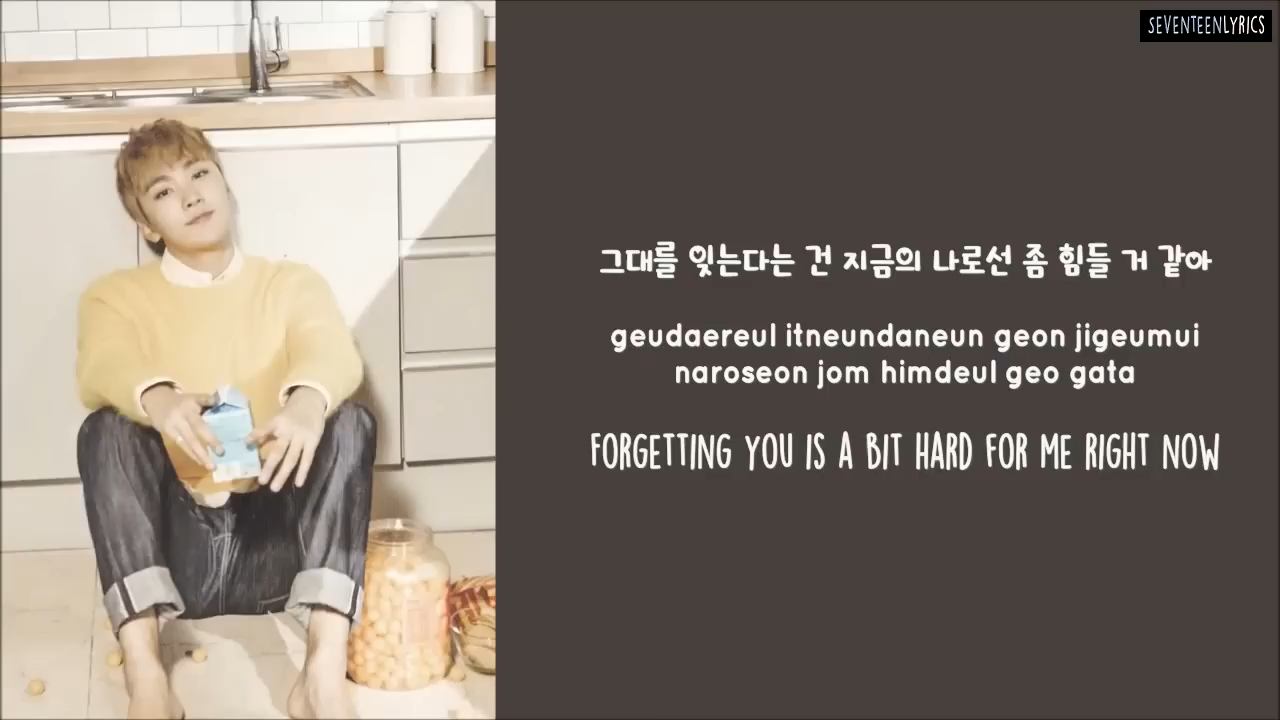 SEVENTEENLYRICS
그대를 잊는다는 건 지금의 나로선 좀 힘들 거 같아
geudaereul itneundaneun geon jigeumui
naroseon jom himdeul geo gata
FORGETTING YOU IS A BIT HARD FOR ME RIGHT NOW